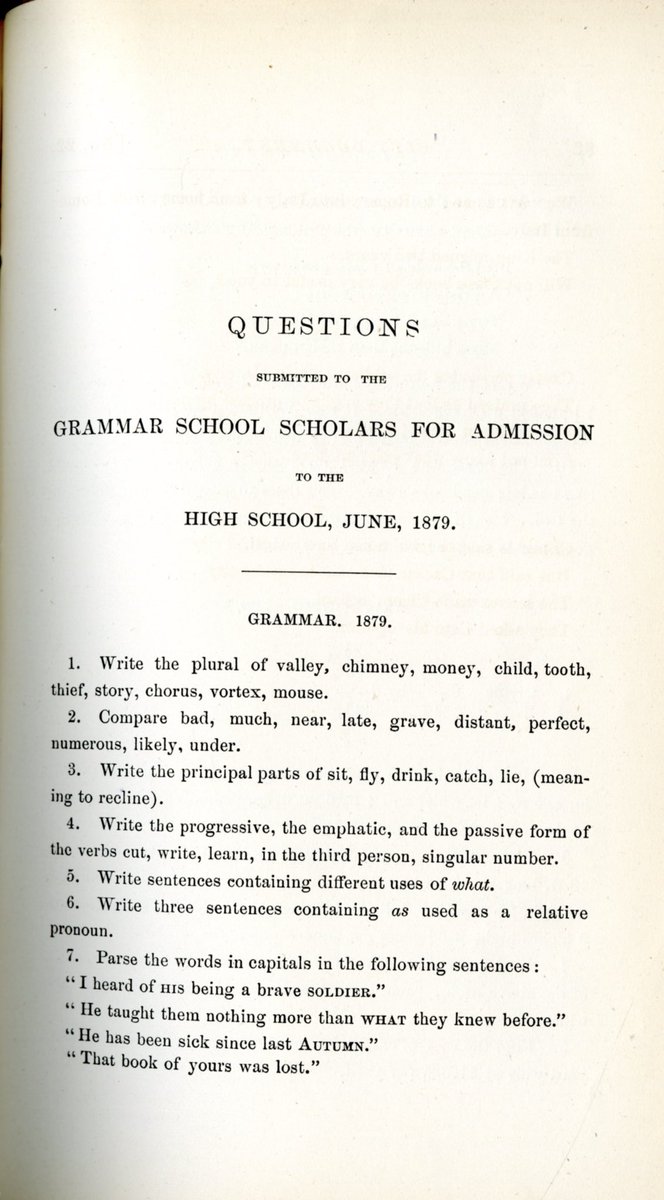 QUESTIONS
SUBMITTED TO THE
GRAMMAR SCHOOL SCHOLARS FOR ADMISSION
TO THE
HIGH SCHOOL, JUNE, 1879.
GRAMMAR. 1879.
1. Write the plural of valley, chimney, money, child, tooth,
thief, story, chorus, vortex, mouse.
2. Compare bad, much, near, late, grave, distant, perfect,
numerous, likely, under.
3. Write the principal parts of sit, fly, drink, catch, lie, (mean-
ing to recline).
4. Write the progressive, the emphatic, and the passive form of
the verbs cut, write, learn, in the third person, singular number.
5. Write sentences containing different uses of what.
6. Write three sentences containing as used as a relative
pronoun.
7. Parse the words in capitals in the following sentences :
"I heard of HIS being a brave SOLDIER."
"He taught them nothing more than WHAT they knew before."
"He has been sick since last AUTUMN."
"That book of yours was lost."